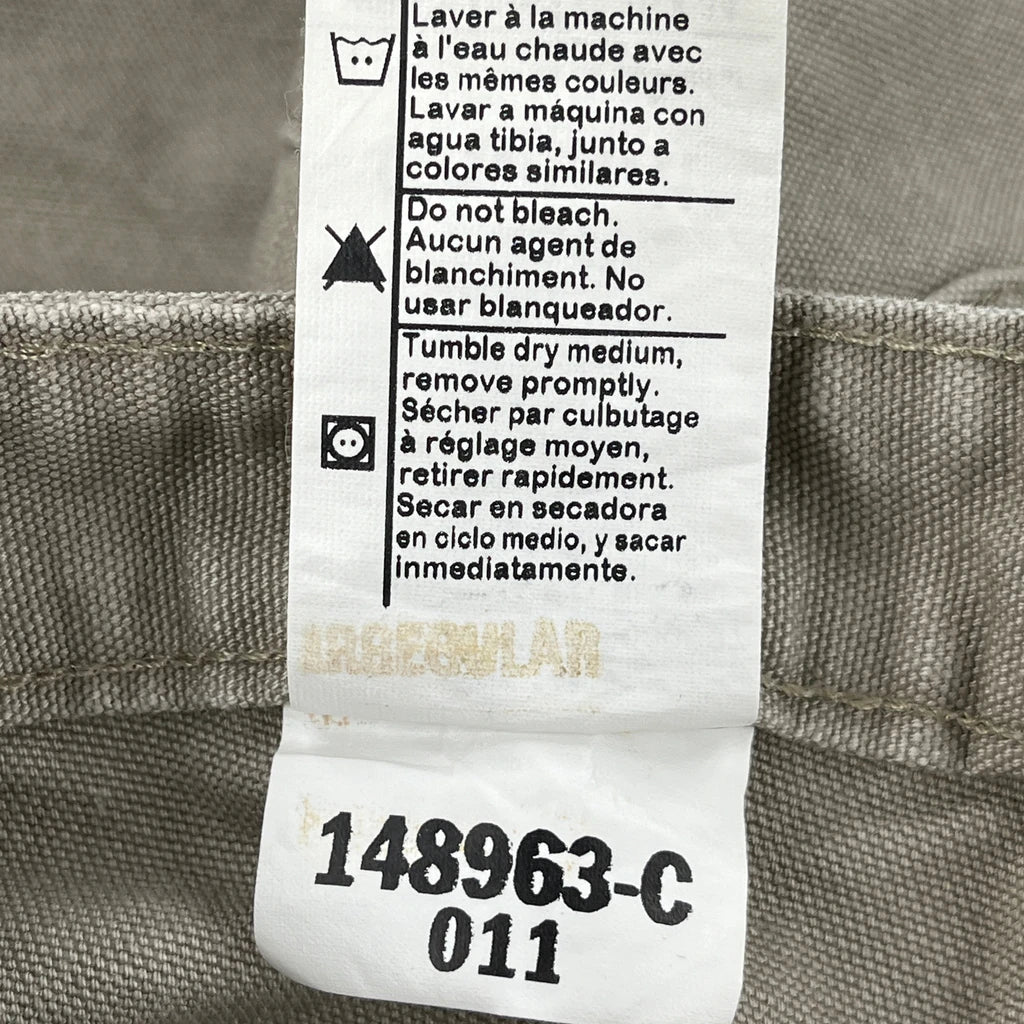 Laver à la machine
à l'eau chaude avec
les mêmes couleurs.
Lavar a máquina con
agua tibia, junto a
colores similares.
Do not bleach.
Aucun agent de
blanchiment. No
usar blanqueador.
Tumble dry medium,
remove promptly.
Sécher par culbutage
à réglage moyen,
retirer rapidement.
Secar en secadora
en ciclo medio, y sacar
inmediatamente.
IRREGULAR
148963-C
011